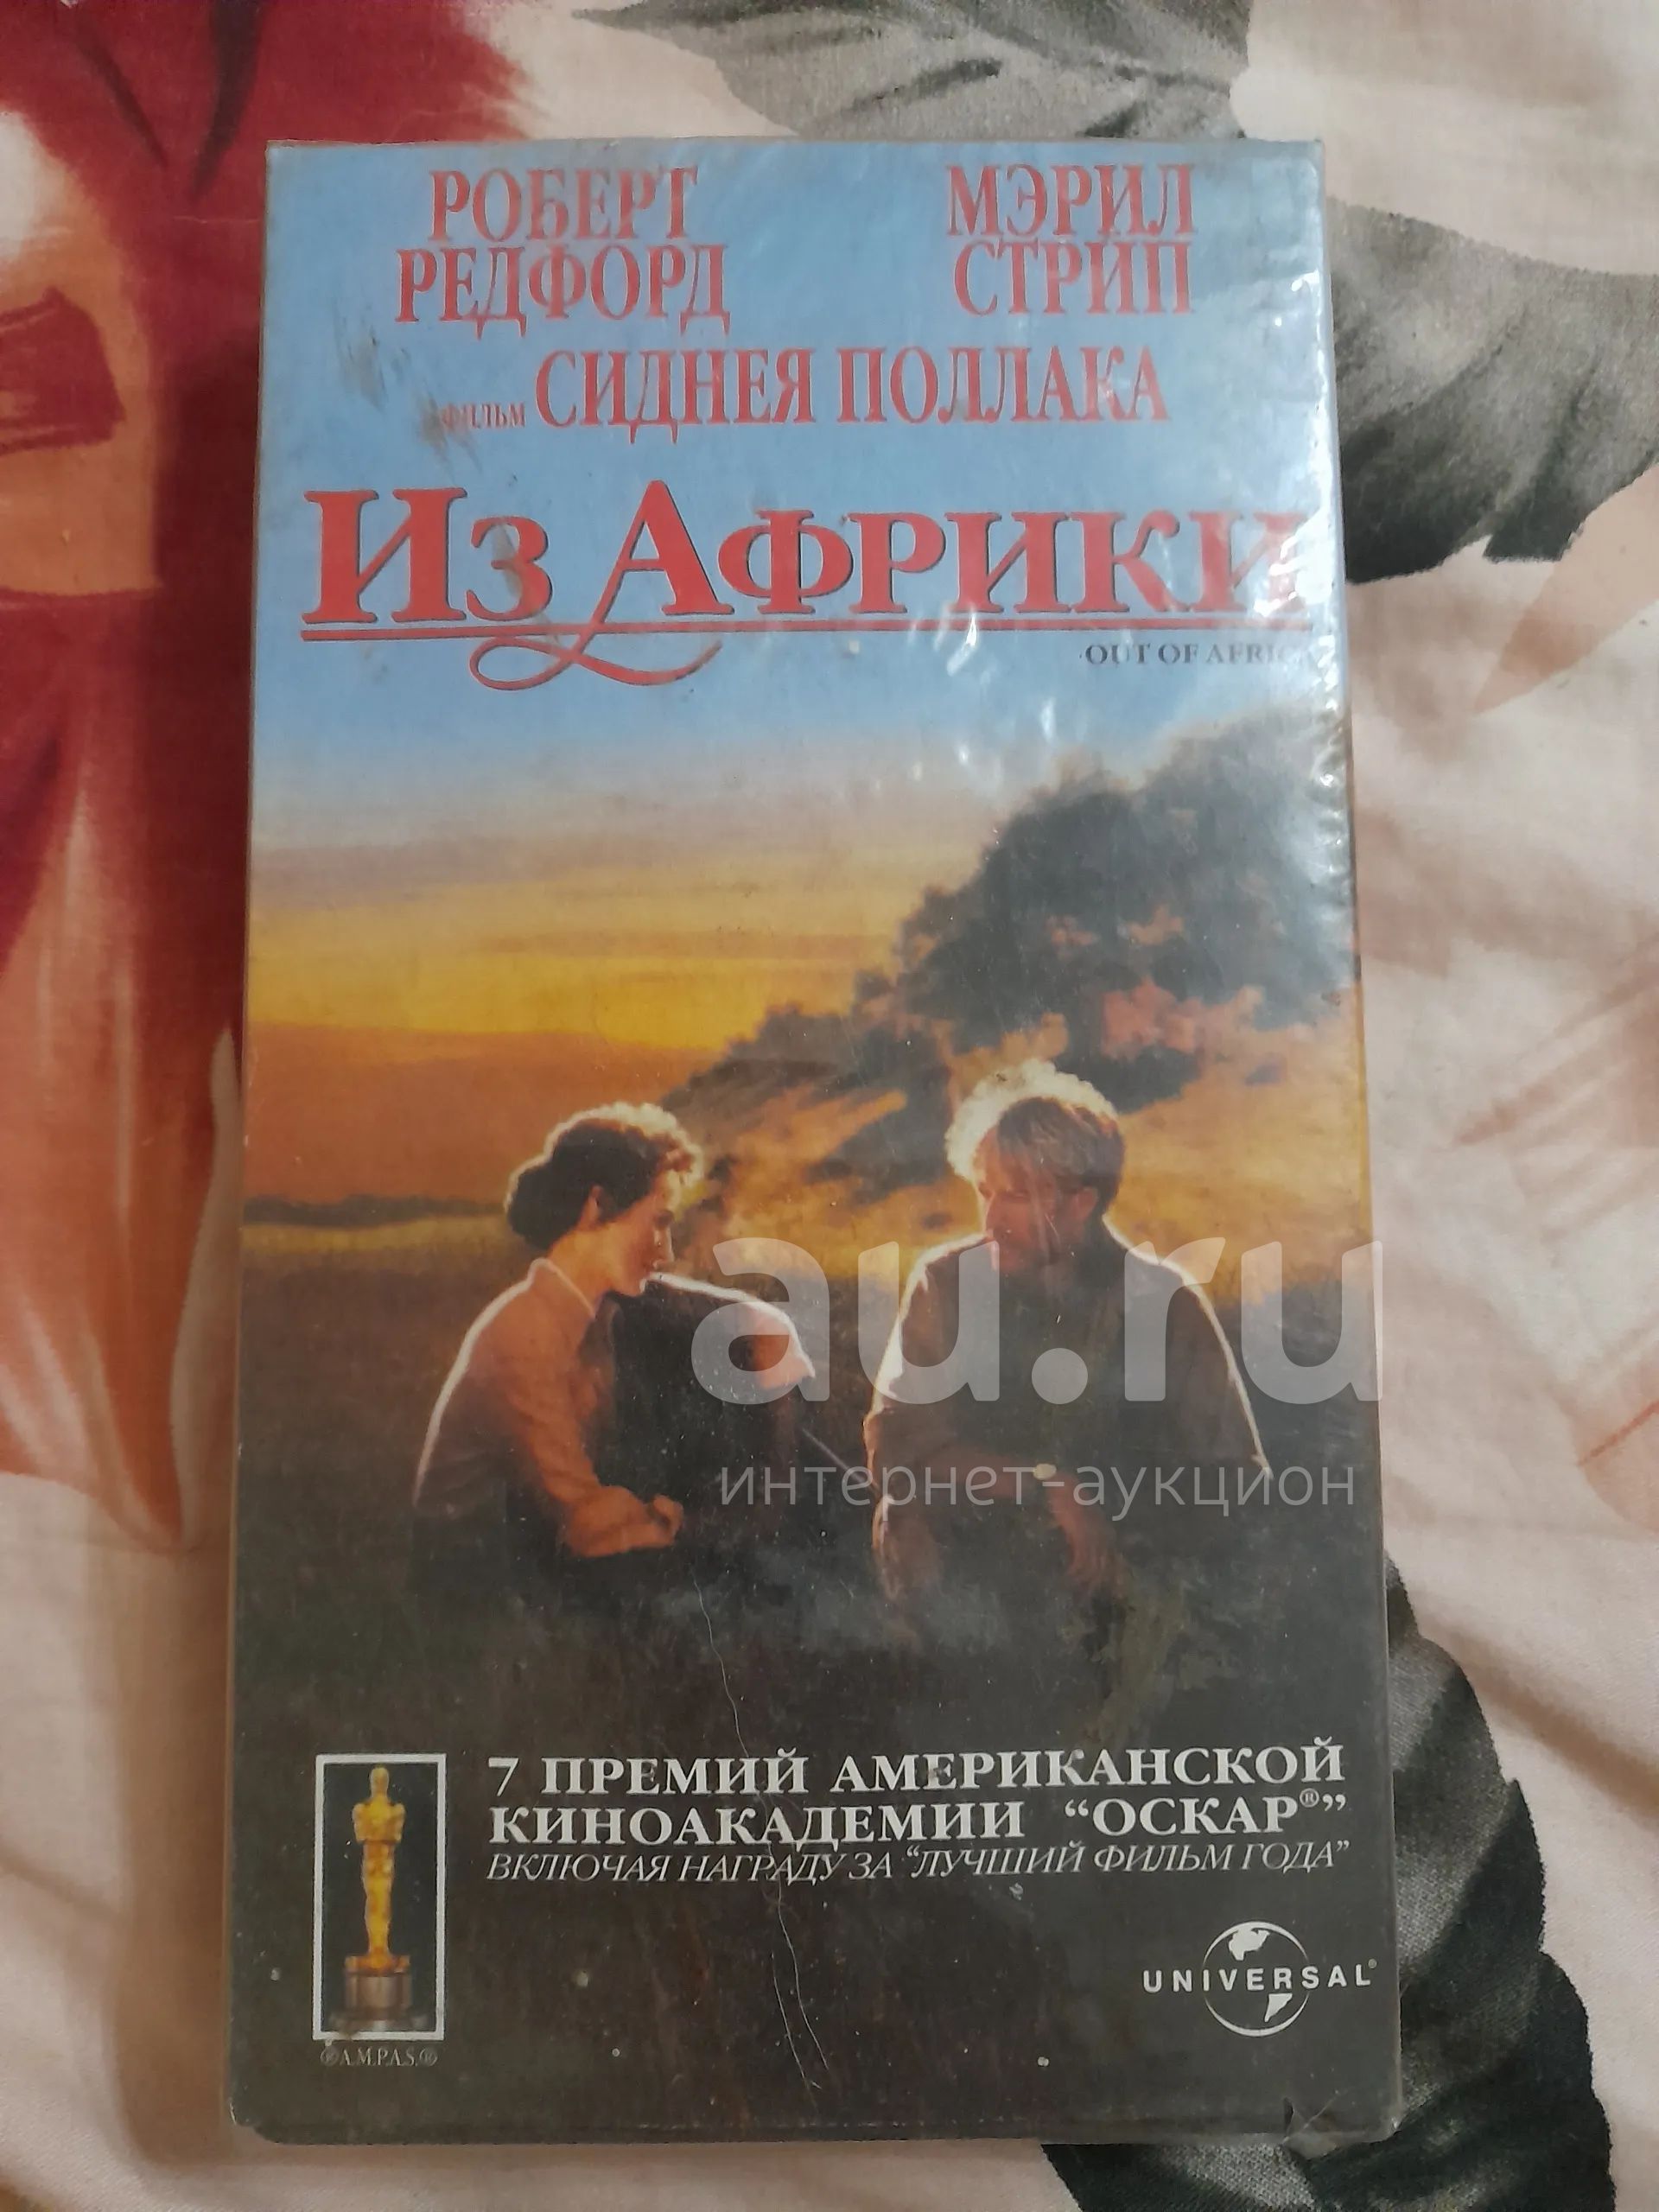 РОБЕРТ РЕДФОРД
МЭРИЛ СТРИП
ФИЛЬМ СИДНЕЯ ПОЛЛАКА
ИЗ АФРИКИ
OUT OF AFRICA
au.ru
интернет-аукцион
7 ПРЕМИЙ АМЕРИКАНСКОЙ
КИНОАКАДЕМИИ “ОСКАР®”
ВКЛЮЧАЯ НАГРАДУ ЗА “ЛУЧШИЙ ФИЛЬМ ГОДА”
UNIVERSAL®
©A.M.P.A.S.®